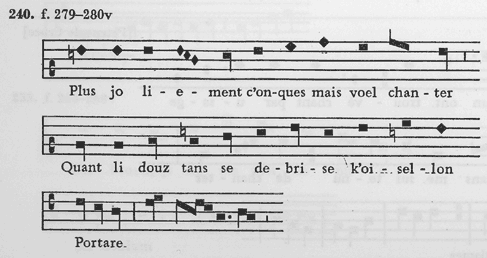 240. f. 279–280v
Plus jo li - e - ment c'on-ques mais voel chan - ter
Quant li douz tans se de - bri - se k'oi - sel - lon
Portare.